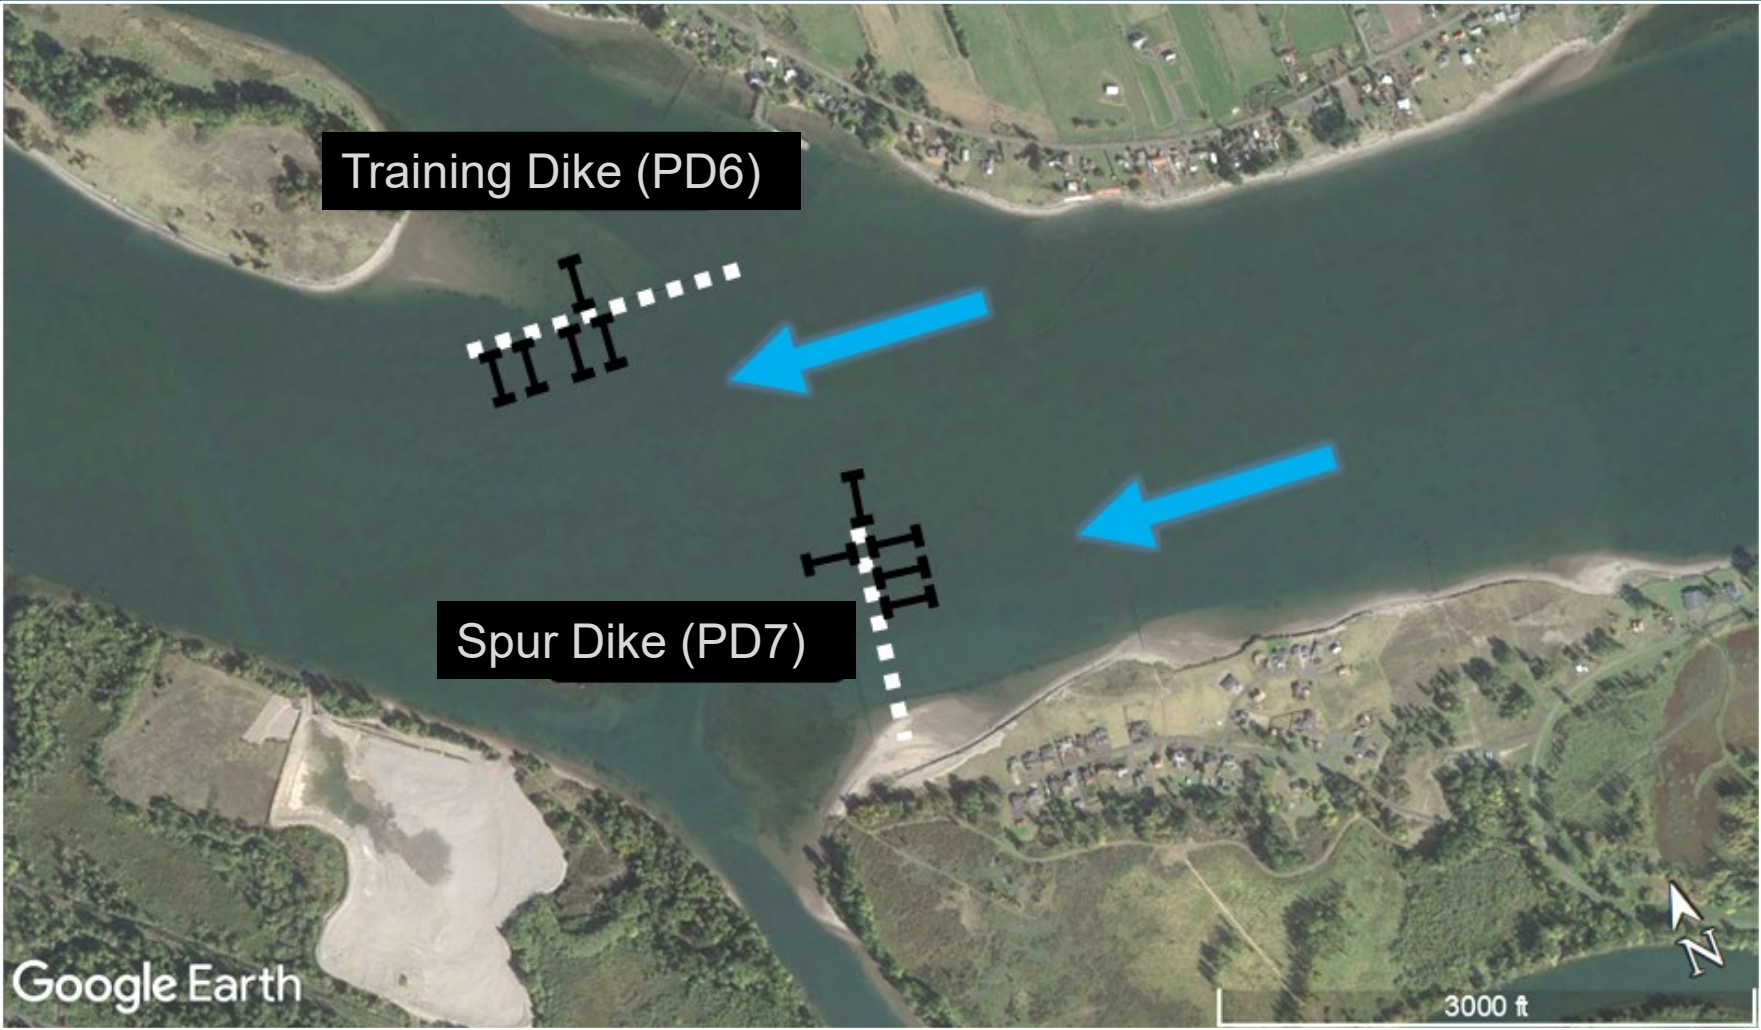 Training Dike (PD6)
Spur Dike (PD7)
N
Google Earth
3000 ft